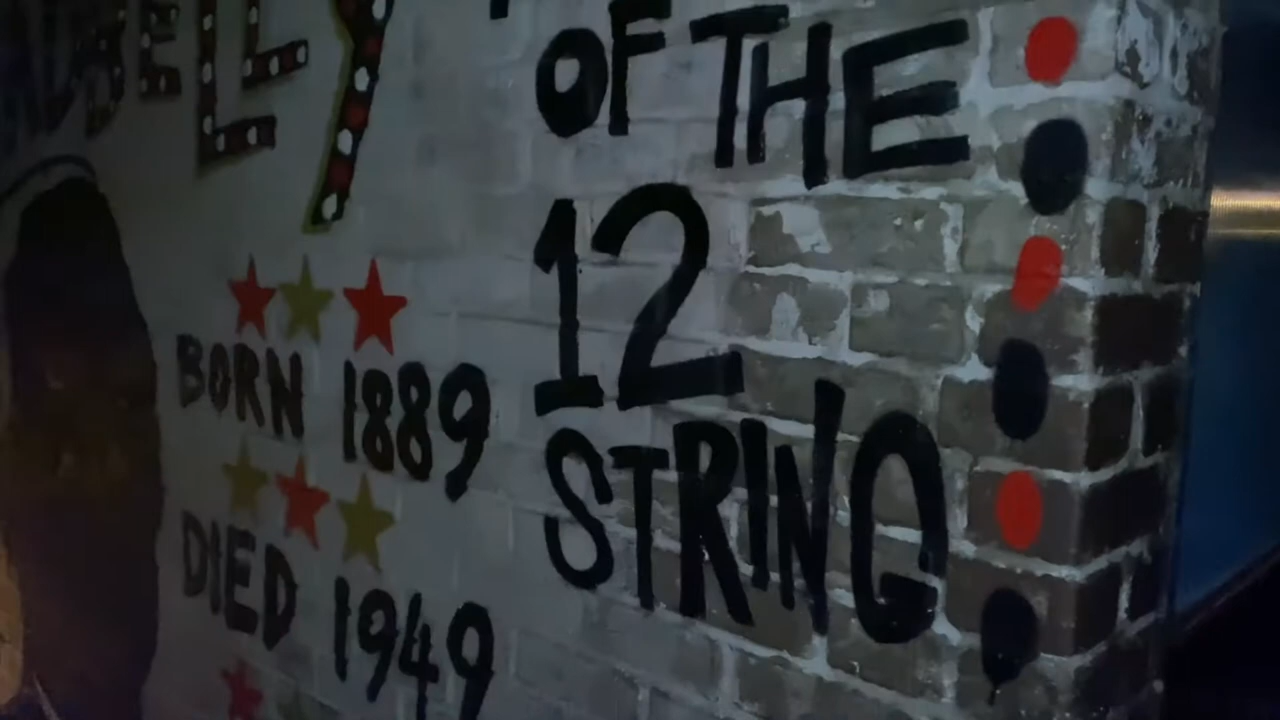 OF THE
12
STRING
BORN 1889
DIED 1949